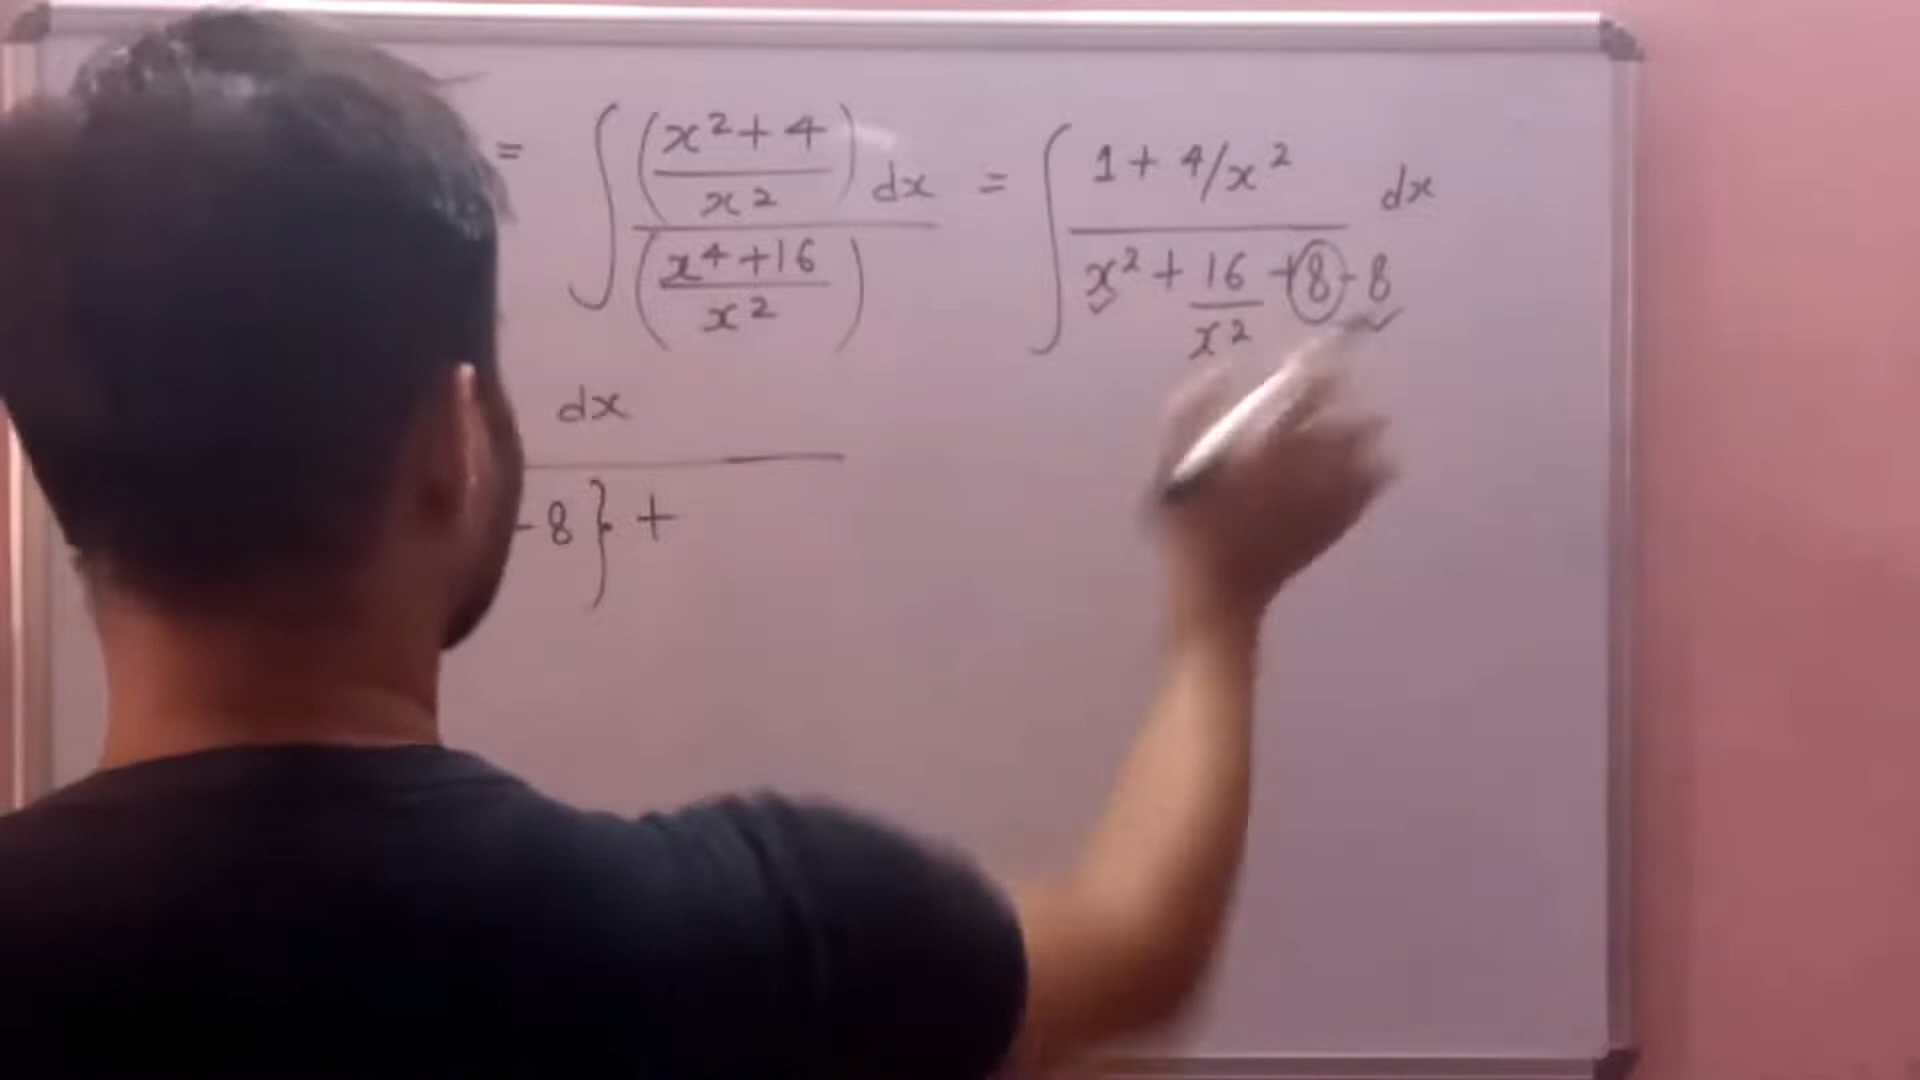 = ∫ ((x²+4)/x²) / ((x⁴+16)/x²) dx = ∫ (1+4/x²) / (x²+16/x²+8-8) dx
dx
-8} +